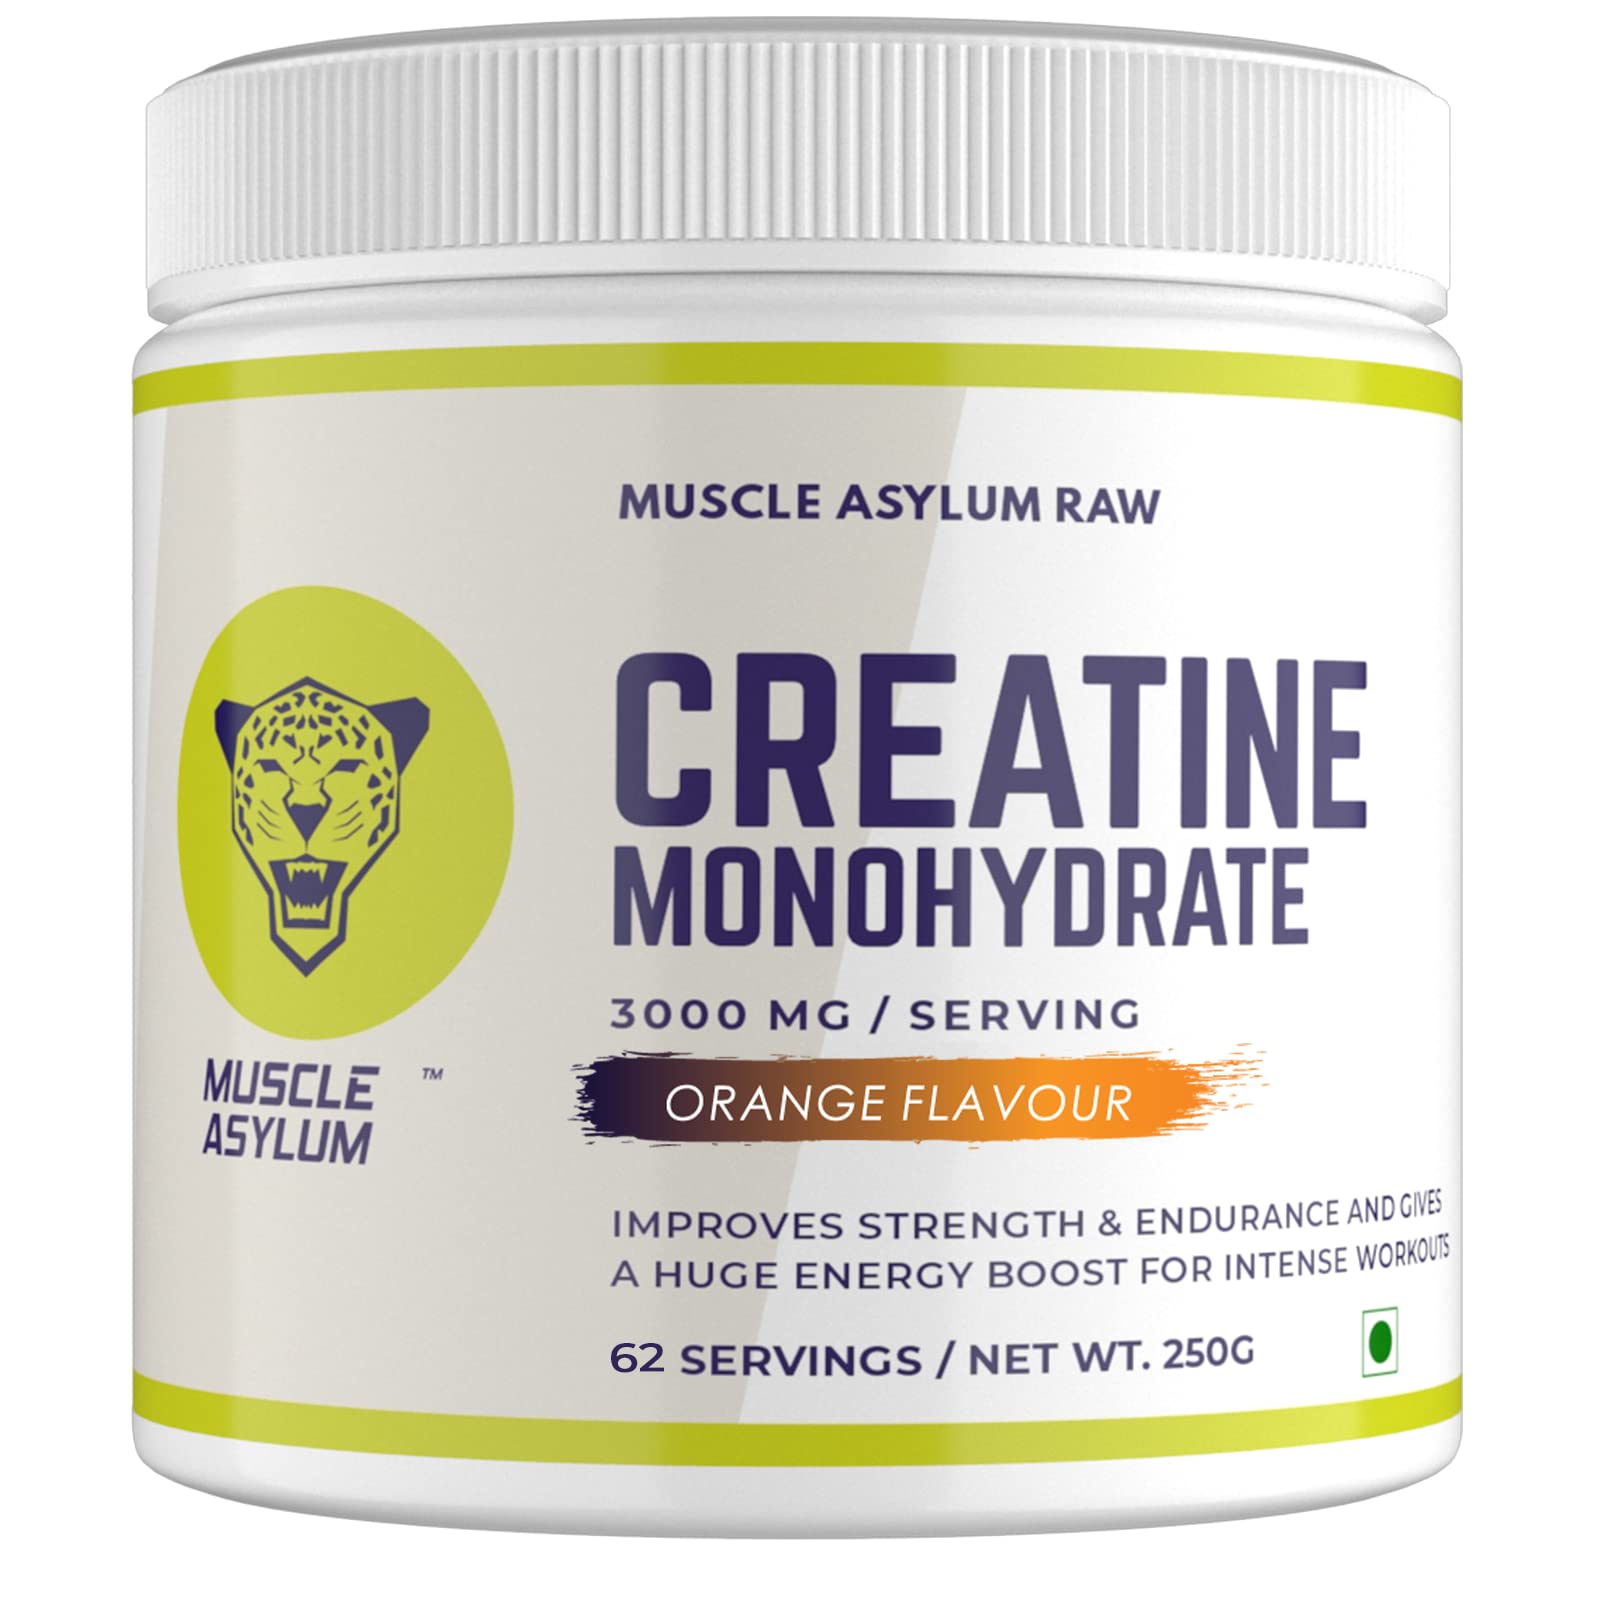 MUSCLE ASYLUM RAW
CREATINE
MONOHYDRATE
3000 MG / SERVING
ORANGE FLAVOUR
MUSCLE ™
ASYLUM
IMPROVES STRENGTH & ENDURANCE AND GIVES
A HUGE ENERGY BOOST FOR INTENSE WORKOUTS
62 SERVINGS / NET WT. 250G